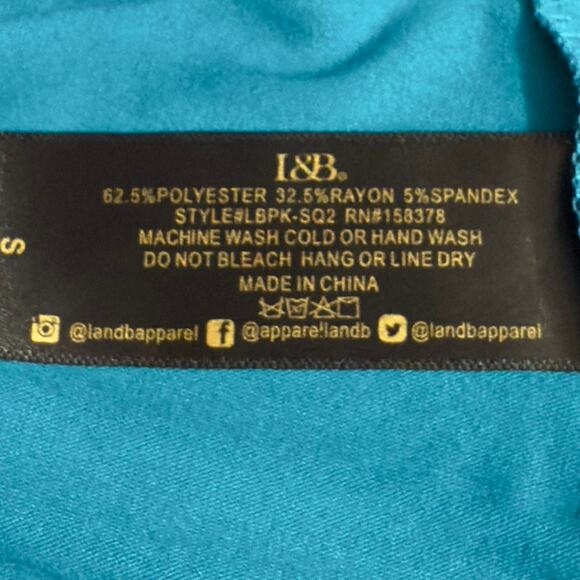 L&B®
62.5%POLYESTER 32.5%RAYON 5%SPANDEX
STYLE#LBPK-SQ2 RN#158378
MACHINE WASH COLD OR HAND WASH
DO NOT BLEACH HANG OR LINE DRY
MADE IN CHINA
@landbapparel @apparellandb @landbapparel
S